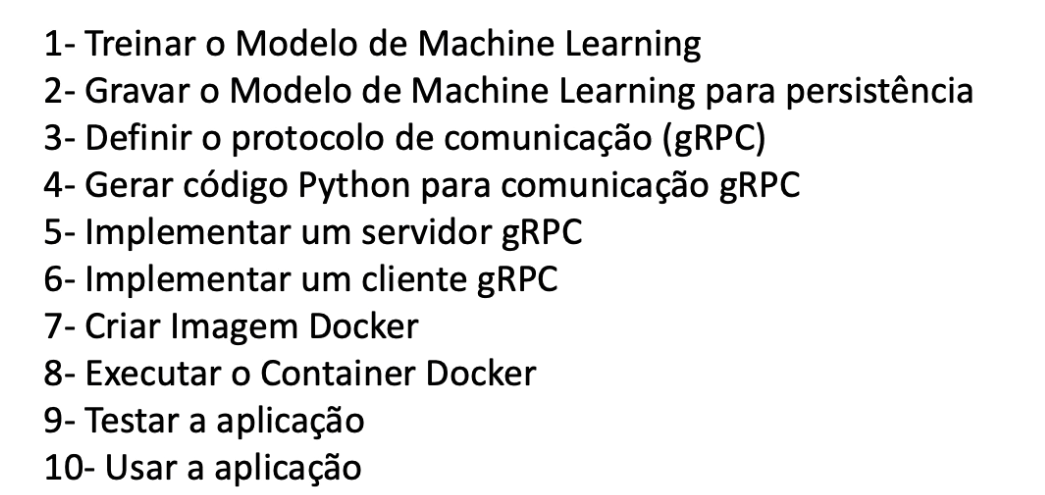 1- Treinar o Modelo de Machine Learning
2- Gravar o Modelo de Machine Learning para persistência
3- Definir o protocolo de comunicação (gRPC)
4- Gerar código Python para comunicação gRPC
5- Implementar um servidor gRPC
6- Implementar um cliente gRPC
7- Criar Imagem Docker
8- Executar o Container Docker
9- Testar a aplicação
10- Usar a aplicação